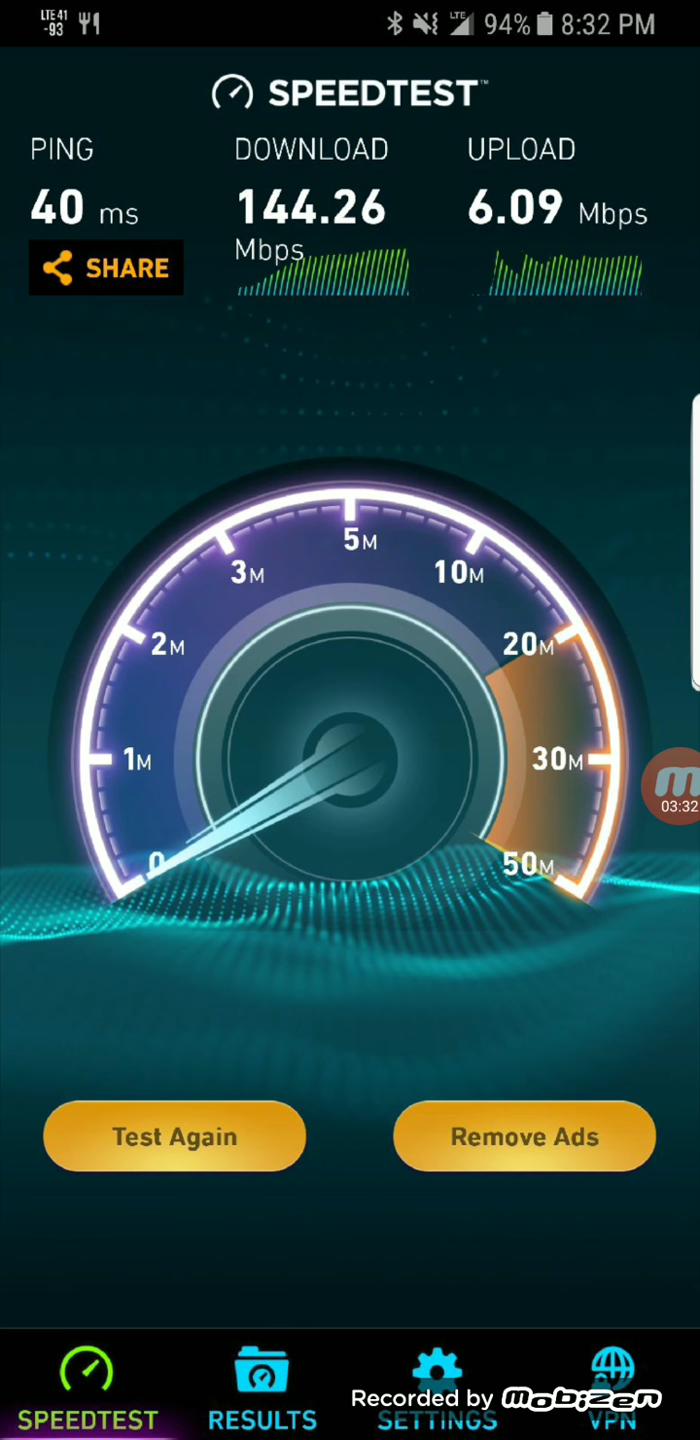 LTE 41
-93
LTE 94% 8:32 PM
SPEEDTEST™
PING DOWNLOAD UPLOAD
40 ms 144.26 6.09 Mbps
Mbps
SHARE
5M
3M 10M
2M 20M
1M 30M
03:32
0 50M
Test Again Remove Ads
Recorded by mobizen
SPEEDTEST RESULTS SETTINGS VPN